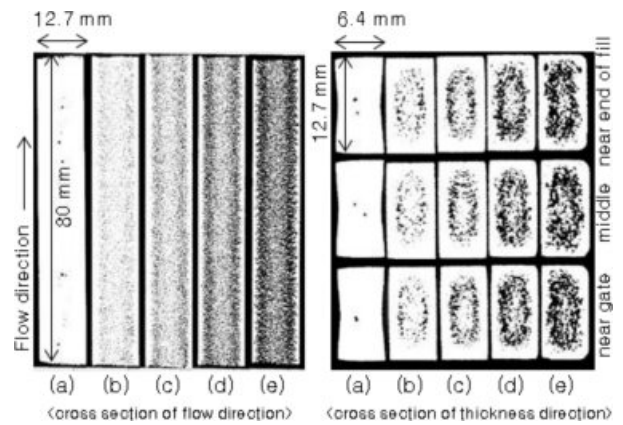 12.7 mm
80 mm
Flow direction
(a) (b) (c) (d) (e)
<cross section of flow direction>
6.4 mm
12.7 mm
near end of fill
middle
near gate
(a) (b) (c) (d) (e)
<cross section of thickness direction>